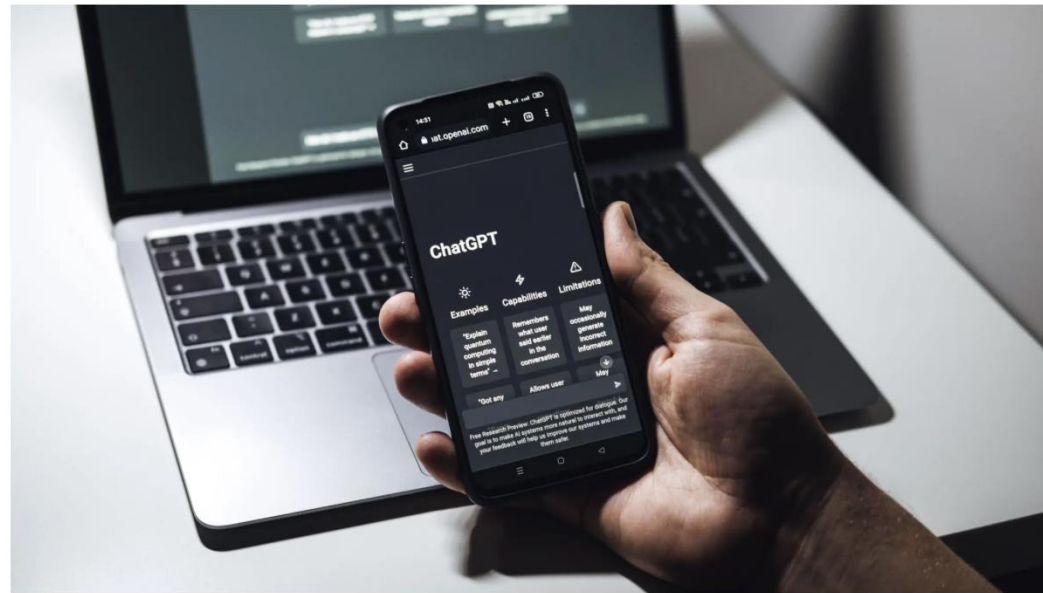 14:31
at.openai.com
ChatGPT
Examples
Capabilities
Limitations
"Explain
quantum
computing
in simple
terms" →
Remembers
what user
said earlier
in the
conversation
May
occasionally
generate
incorrect
information
"Got any
Allows user
May
Free Research Preview: ChatGPT is optimized for dialogue. Our
goal is to make AI systems more natural to interact with, and
your feedback will help us improve our systems and make
them safer.
control
option
command